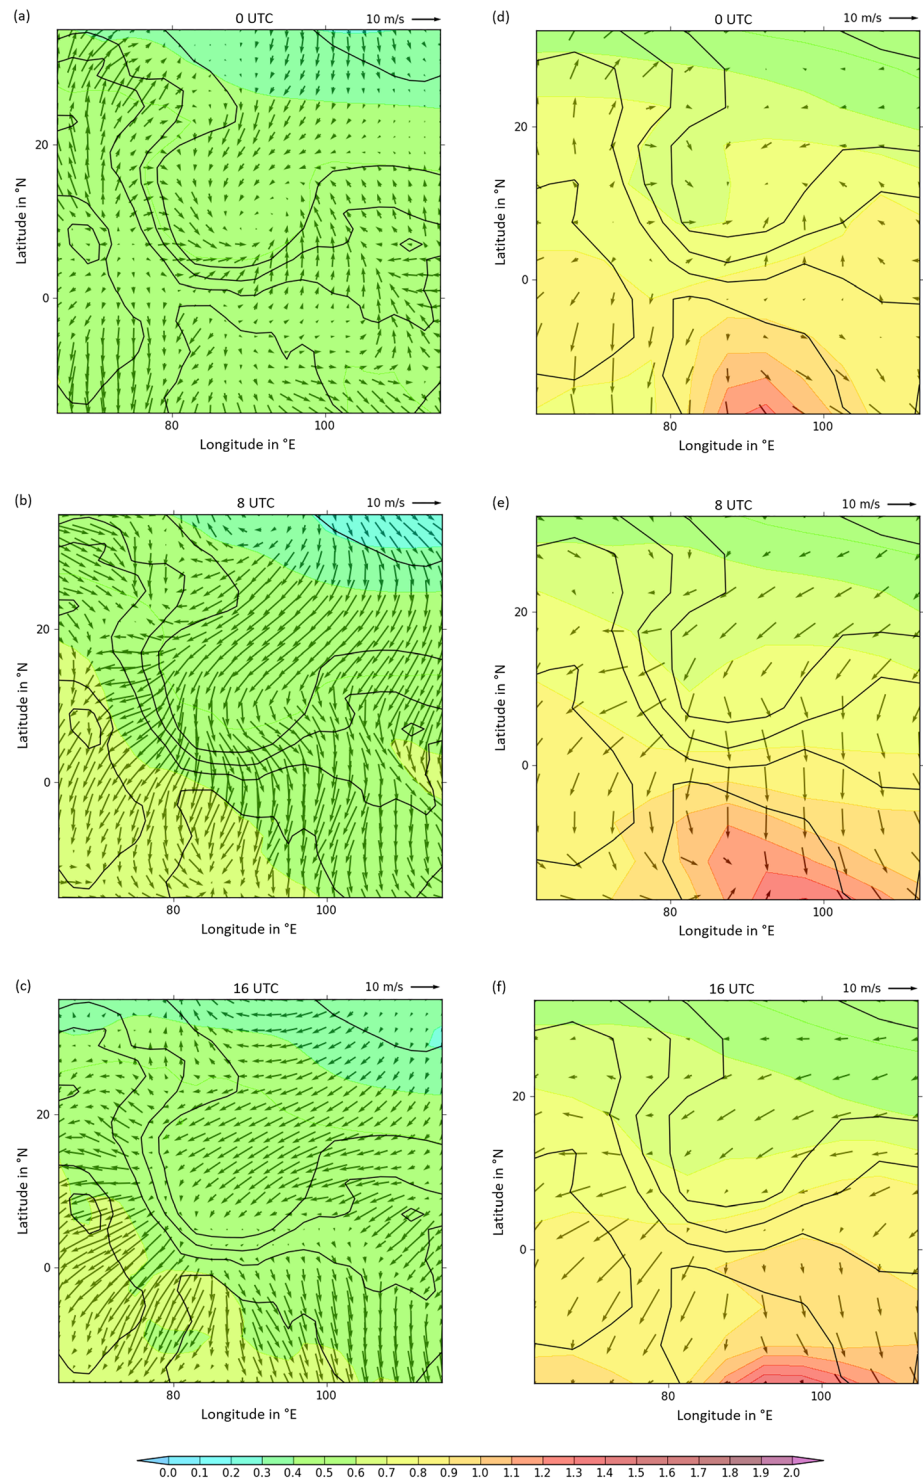 (a) 0 UTC 10 m/s
20
0
Latitude in °N
80 100
Longitude in °E
(d) 0 UTC 10 m/s
20
0
Latitude in °N
80 100
Longitude in °E
(b) 8 UTC 10 m/s
20
0
Latitude in °N
80 100
Longitude in °E
(e) 8 UTC 10 m/s
20
0
Latitude in °N
80 100
Longitude in °E
(c) 16 UTC 10 m/s
20
0
Latitude in °N
80 100
Longitude in °E
(f) 16 UTC 10 m/s
20
0
Latitude in °N
80 100
Longitude in °E
0.0 0.1 0.2 0.3 0.4 0.5 0.6 0.7 0.8 0.9 1.0 1.1 1.2 1.3 1.4 1.5 1.6 1.7 1.8 1.9 2.0